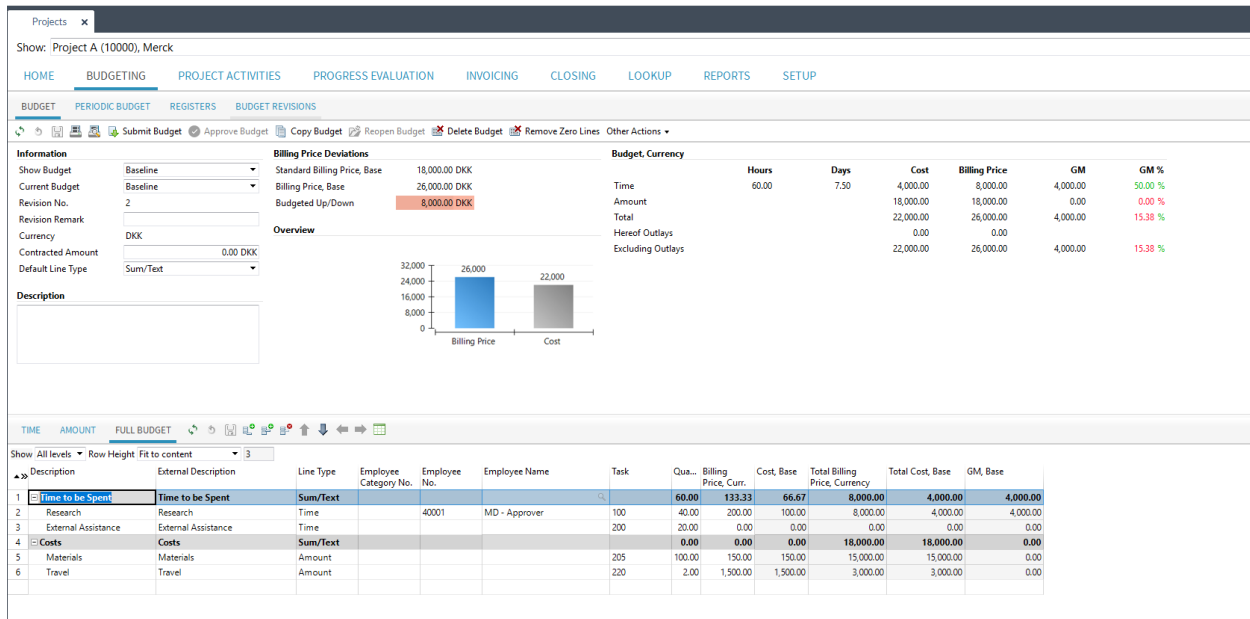 Projects ×
Show: Project A (10000), Merck
HOME BUDGETING PROJECT ACTIVITIES PROGRESS EVALUATION INVOICING CLOSING LOOKUP REPORTS SETUP
BUDGET PERIODIC BUDGET REGISTERS BUDGET REVISIONS
Submit Budget Approve Budget Copy Budget Reopen Budget Delete Budget Remove Zero Lines Other Actions
Information
Show Budget Baseline
Current Budget Baseline
Revision No. 2
Revision Remark
Currency DKK
Contracted Amount 0.00 DKK
Default Line Type Sum/Text
Description
Billing Price Deviations
Standard Billing Price, Base 18,000.00 DKK
Billing Price, Base 26,000.00 DKK
Budgeted Up/Down 8,000.00 DKK
Overview
32,000
24,000
16,000
8,000
0
26,000
22,000
Billing Price Cost
Budget, Currency
Hours Days Cost Billing Price GM GM %
Time 60.00 7.50 4,000.00 8,000.00 4,000.00 50.00 %
Amount 18,000.00 18,000.00 0.00 0.00 %
Total 22,000.00 26,000.00 4,000.00 15.38 %
Hereof Outlays 0.00 0.00
Excluding Outlays 22,000.00 26,000.00 4,000.00 15.38 %
TIME AMOUNT FULL BUDGET
Show All levels Row Height Fit to content 3
Description External Description Line Type Employee Category No. Employee No. Employee Name Task Qua... Billing Price, Curr. Cost, Base Total Billing Price, Currency Total Cost, Base GM, Base
1 Time to be Spent Time to be Spent Sum/Text 60.00 133.33 66.67 8,000.00 4,000.00 4,000.00
2 Research Research Time 40001 MD - Approver 100 40.00 200.00 100.00 8,000.00 4,000.00 4,000.00
3 External Assistance External Assistance Time 200 20.00 0.00 0.00 0.00 0.00 0.00
4 Costs Costs Sum/Text 0.00 0.00 0.00 18,000.00 18,000.00 0.00
5 Materials Materials Amount 205 100.00 150.00 150.00 15,000.00 15,000.00 0.00
6 Travel Travel Amount 220 2.00 1,500.00 1,500.00 3,000.00 3,000.00 0.00